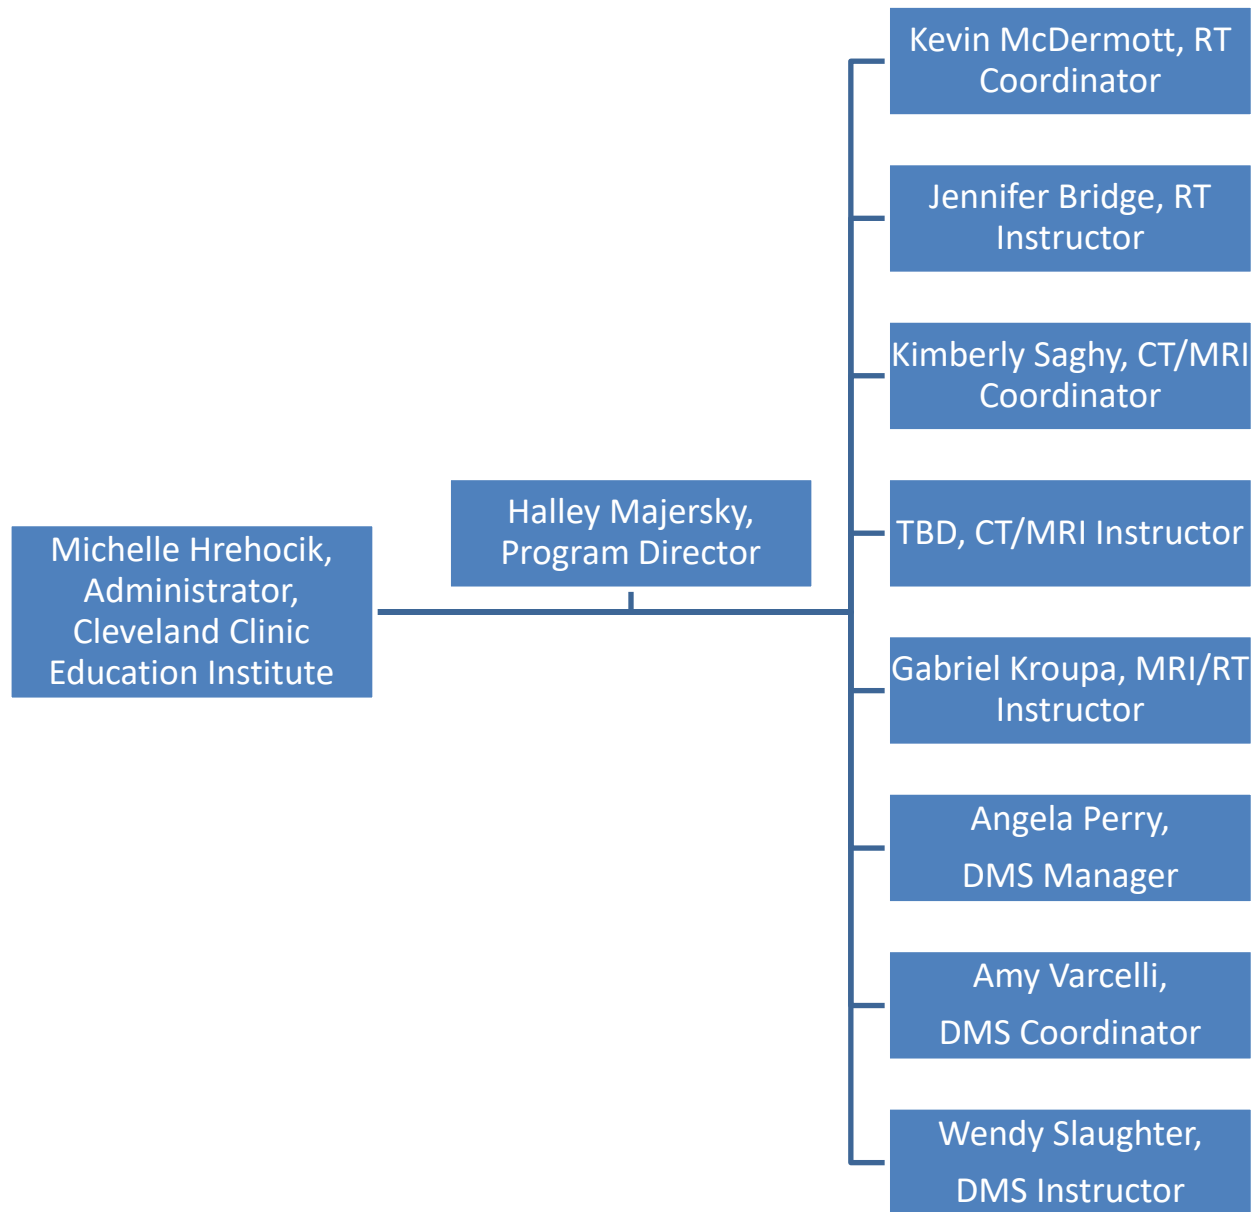 Michelle Hrehocik,
Administrator,
Cleveland Clinic
Education Institute
Halley Majersky,
Program Director
Kevin McDermott, RT
Coordinator
Jennifer Bridge, RT
Instructor
Kimberly Saghy, CT/MRI
Coordinator
TBD, CT/MRI Instructor
Gabriel Kroupa, MRI/RT
Instructor
Angela Perry,
DMS Manager
Amy Varcelli,
DMS Coordinator
Wendy Slaughter,
DMS Instructor